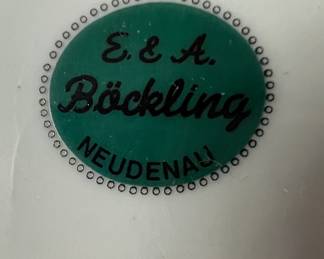 E. & A.
Böckling
NEUDENAU